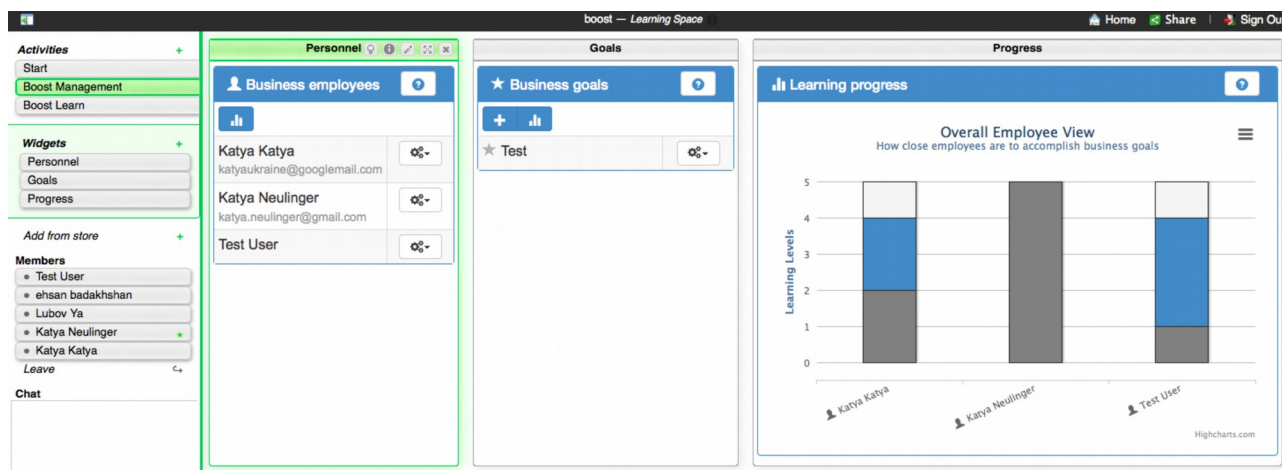 boost — Learning Space
Home
Share
Sign Ou
Activities
+
Start
Boost Management
Boost Learn
Widgets
+
Personnel
Goals
Progress
Add from store
+
Members
Test User
ehsan badakhshan
Lubov Ya
Katya Neulinger
Katya Katya
Leave
Chat
Personnel
Business employees
?
Katya Katya
katyaukraine@googlemail.com
Katya Neulinger
katya.neulinger@gmail.com
Test User
Goals
Business goals
?
+
Test
Progress
Learning progress
?
Overall Employee View
How close employees are to accomplish business goals
Learning Levels
5
4
3
2
1
0
Katya Katya
Katya Neulinger
Test User
Highcharts.com